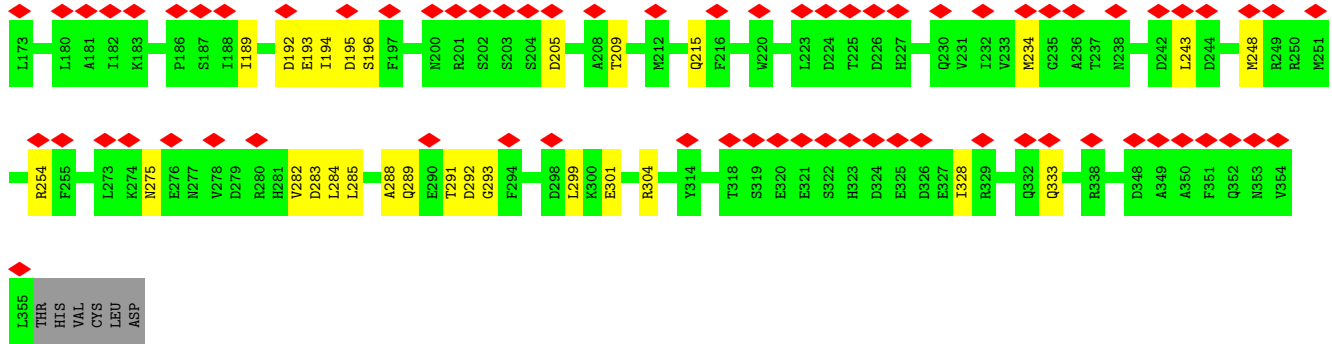 L173 L180 A181 I182 K183 P186 S187 I188 I189 D192 E193 I194 D195 S196 F197 N200 R201 S202 S203 S204 D205 A208 T209 M212 Q215 F216 W220 L223 D224 T225 D226 H227 Q230 V231 I232 V233 M234 G235 A236 T237 N238 D242 L243 D244 M248 R249 R250 M251
R254 F255 L273 K274 N275 E276 N277 V278 D279 R280 H281 V282 D283 L284 L285 A288 Q289 E290 T291 D292 G293 F294 D298 L299 K300 E301 R304 Y314 T318 S319 E320 E321 S322 H323 D324 E325 D326 E327 I328 R329 Q332 Q333 R338 D348 A349 A350 F351 Q352 N353 V354
L355 THR HIS VAL CYS LEU ASP